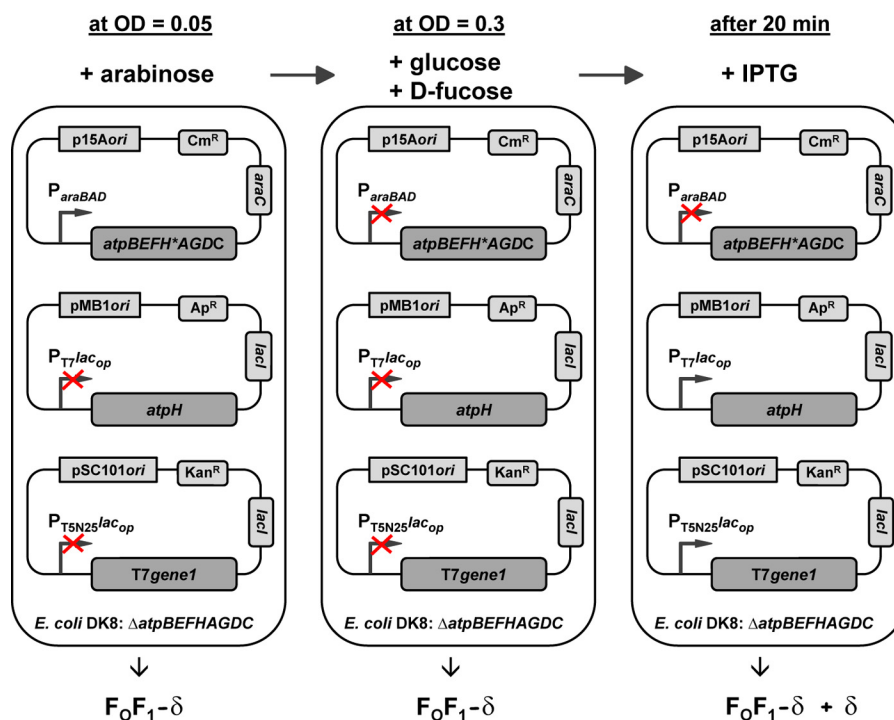 at OD = 0.05
+ arabinose
p15Aori
CmR
araC
ParaBAD
atpBEFH*AGDC
pMB1ori
ApR
lacI
PT7lacop
atpH
pSC101ori
KanR
lacI
PT5N25lacop
T7gene1
E. coli DK8: ΔatpBEFHAGDC
FOF1-δ
at OD = 0.3
+ glucose
+ D-fucose
p15Aori
CmR
araC
ParaBAD
atpBEFH*AGDC
pMB1ori
ApR
lacI
PT7lacop
atpH
pSC101ori
KanR
lacI
PT5N25lacop
T7gene1
E. coli DK8: ΔatpBEFHAGDC
FOF1-δ
after 20 min
+ IPTG
p15Aori
CmR
araC
ParaBAD
atpBEFH*AGDC
pMB1ori
ApR
lacI
PT7lacop
atpH
pSC101ori
KanR
lacI
PT5N25lacop
T7gene1
E. coli DK8: ΔatpBEFHAGDC
FOF1-δ + δ